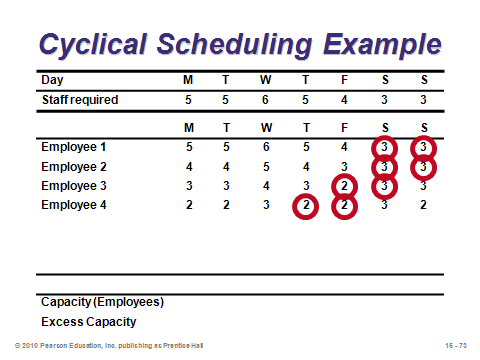 Cyclical Scheduling Example
Day M T W T F S S
Staff required 5 5 6 5 4 3 3
M T W T F S S
Employee 1 5 5 6 5 4 3 3
Employee 2 4 4 5 4 3 3 3
Employee 3 3 3 4 3 2 3 3
Employee 4 2 2 3 2 2 3 2
Capacity (Employees)
Excess Capacity
© 2010 Pearson Education, Inc. publishing as Prentice Hall 15 - 73